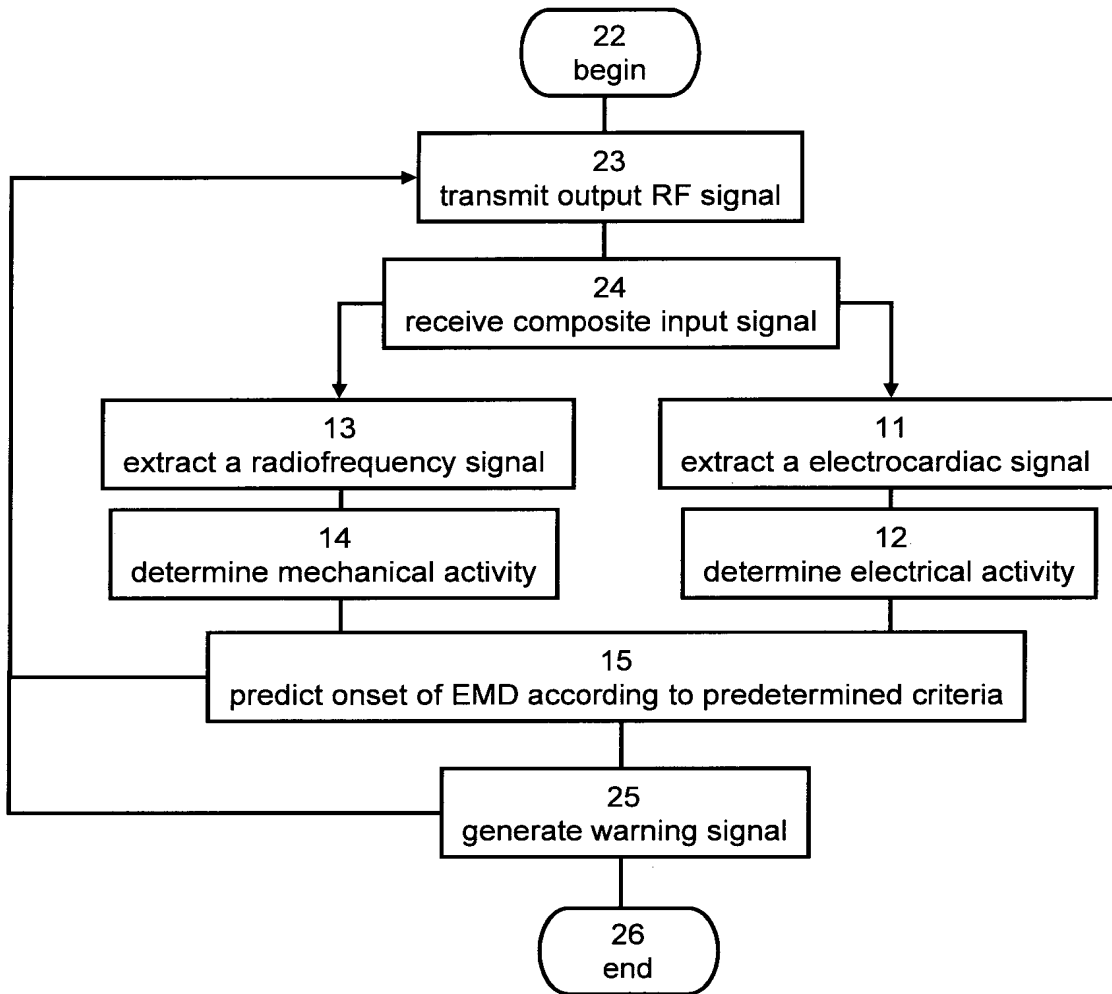 22
begin
23
transmit output RF signal
24
receive composite input signal
13
extract a radiofrequency signal
11
extract a electrocardiac signal
14
determine mechanical activity
12
determine electrical activity
15
predict onset of EMD according to predetermined criteria
25
generate warning signal
26
end